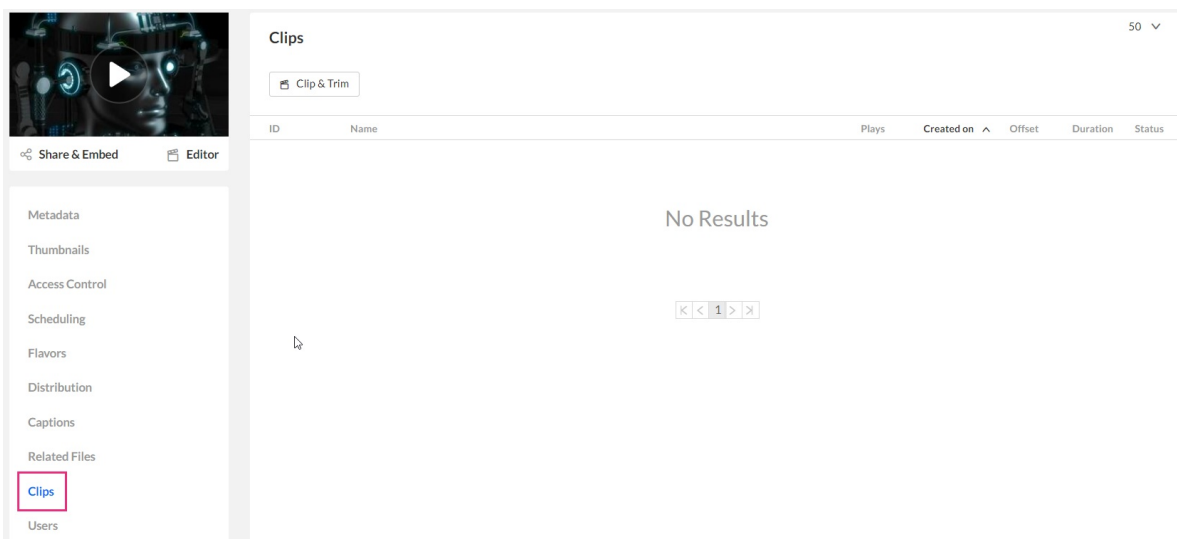 Clips
50
Clip & Trim
ID Name Plays Created on Offset Duration Status
Share & Embed Editor
No Results
1
Metadata
Thumbnails
Access Control
Scheduling
Flavors
Distribution
Captions
Related Files
Clips
Users